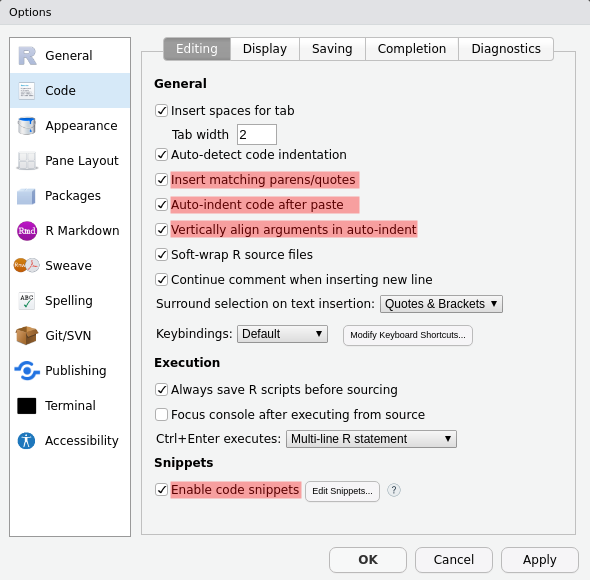 Options
General
Code
Appearance
Pane Layout
Packages
R Markdown
Sweave
Spelling
Git/SVN
Publishing
Terminal
Accessibility
Editing Display Saving Completion Diagnostics
General
Insert spaces for tab
Tab width 2
Auto-detect code indentation
Insert matching parens/quotes
Auto-indent code after paste
Vertically align arguments in auto-indent
Soft-wrap R source files
Continue comment when inserting new line
Surround selection on text insertion: Quotes & Brackets
Keybindings: Default Modify Keyboard Shortcuts...
Execution
Always save R scripts before sourcing
Focus console after executing from source
Ctrl+Enter executes: Multi-line R statement
Snippets
Enable code snippets Edit Snippets... ?
OK Cancel Apply